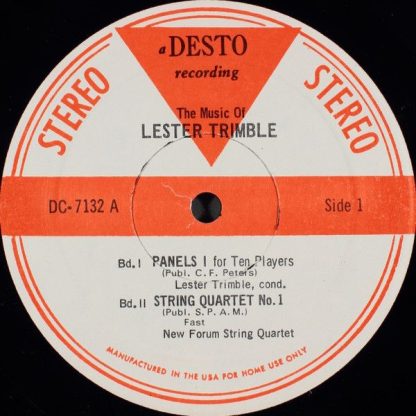 a DESTO
recording
STEREO
STEREO
The Music Of
LESTER TRIMBLE
DC-7132 A
Side 1
Bd. I PANELS I for Ten Players
(Publ. C. F. Peters)
Lester Trimble, cond.
Bd. II STRING QUARTET No. 1
(Publ. S. P. A. M.)
Fast
New Forum String Quartet
MANUFACTURED IN THE USA FOR HOME USE ONLY